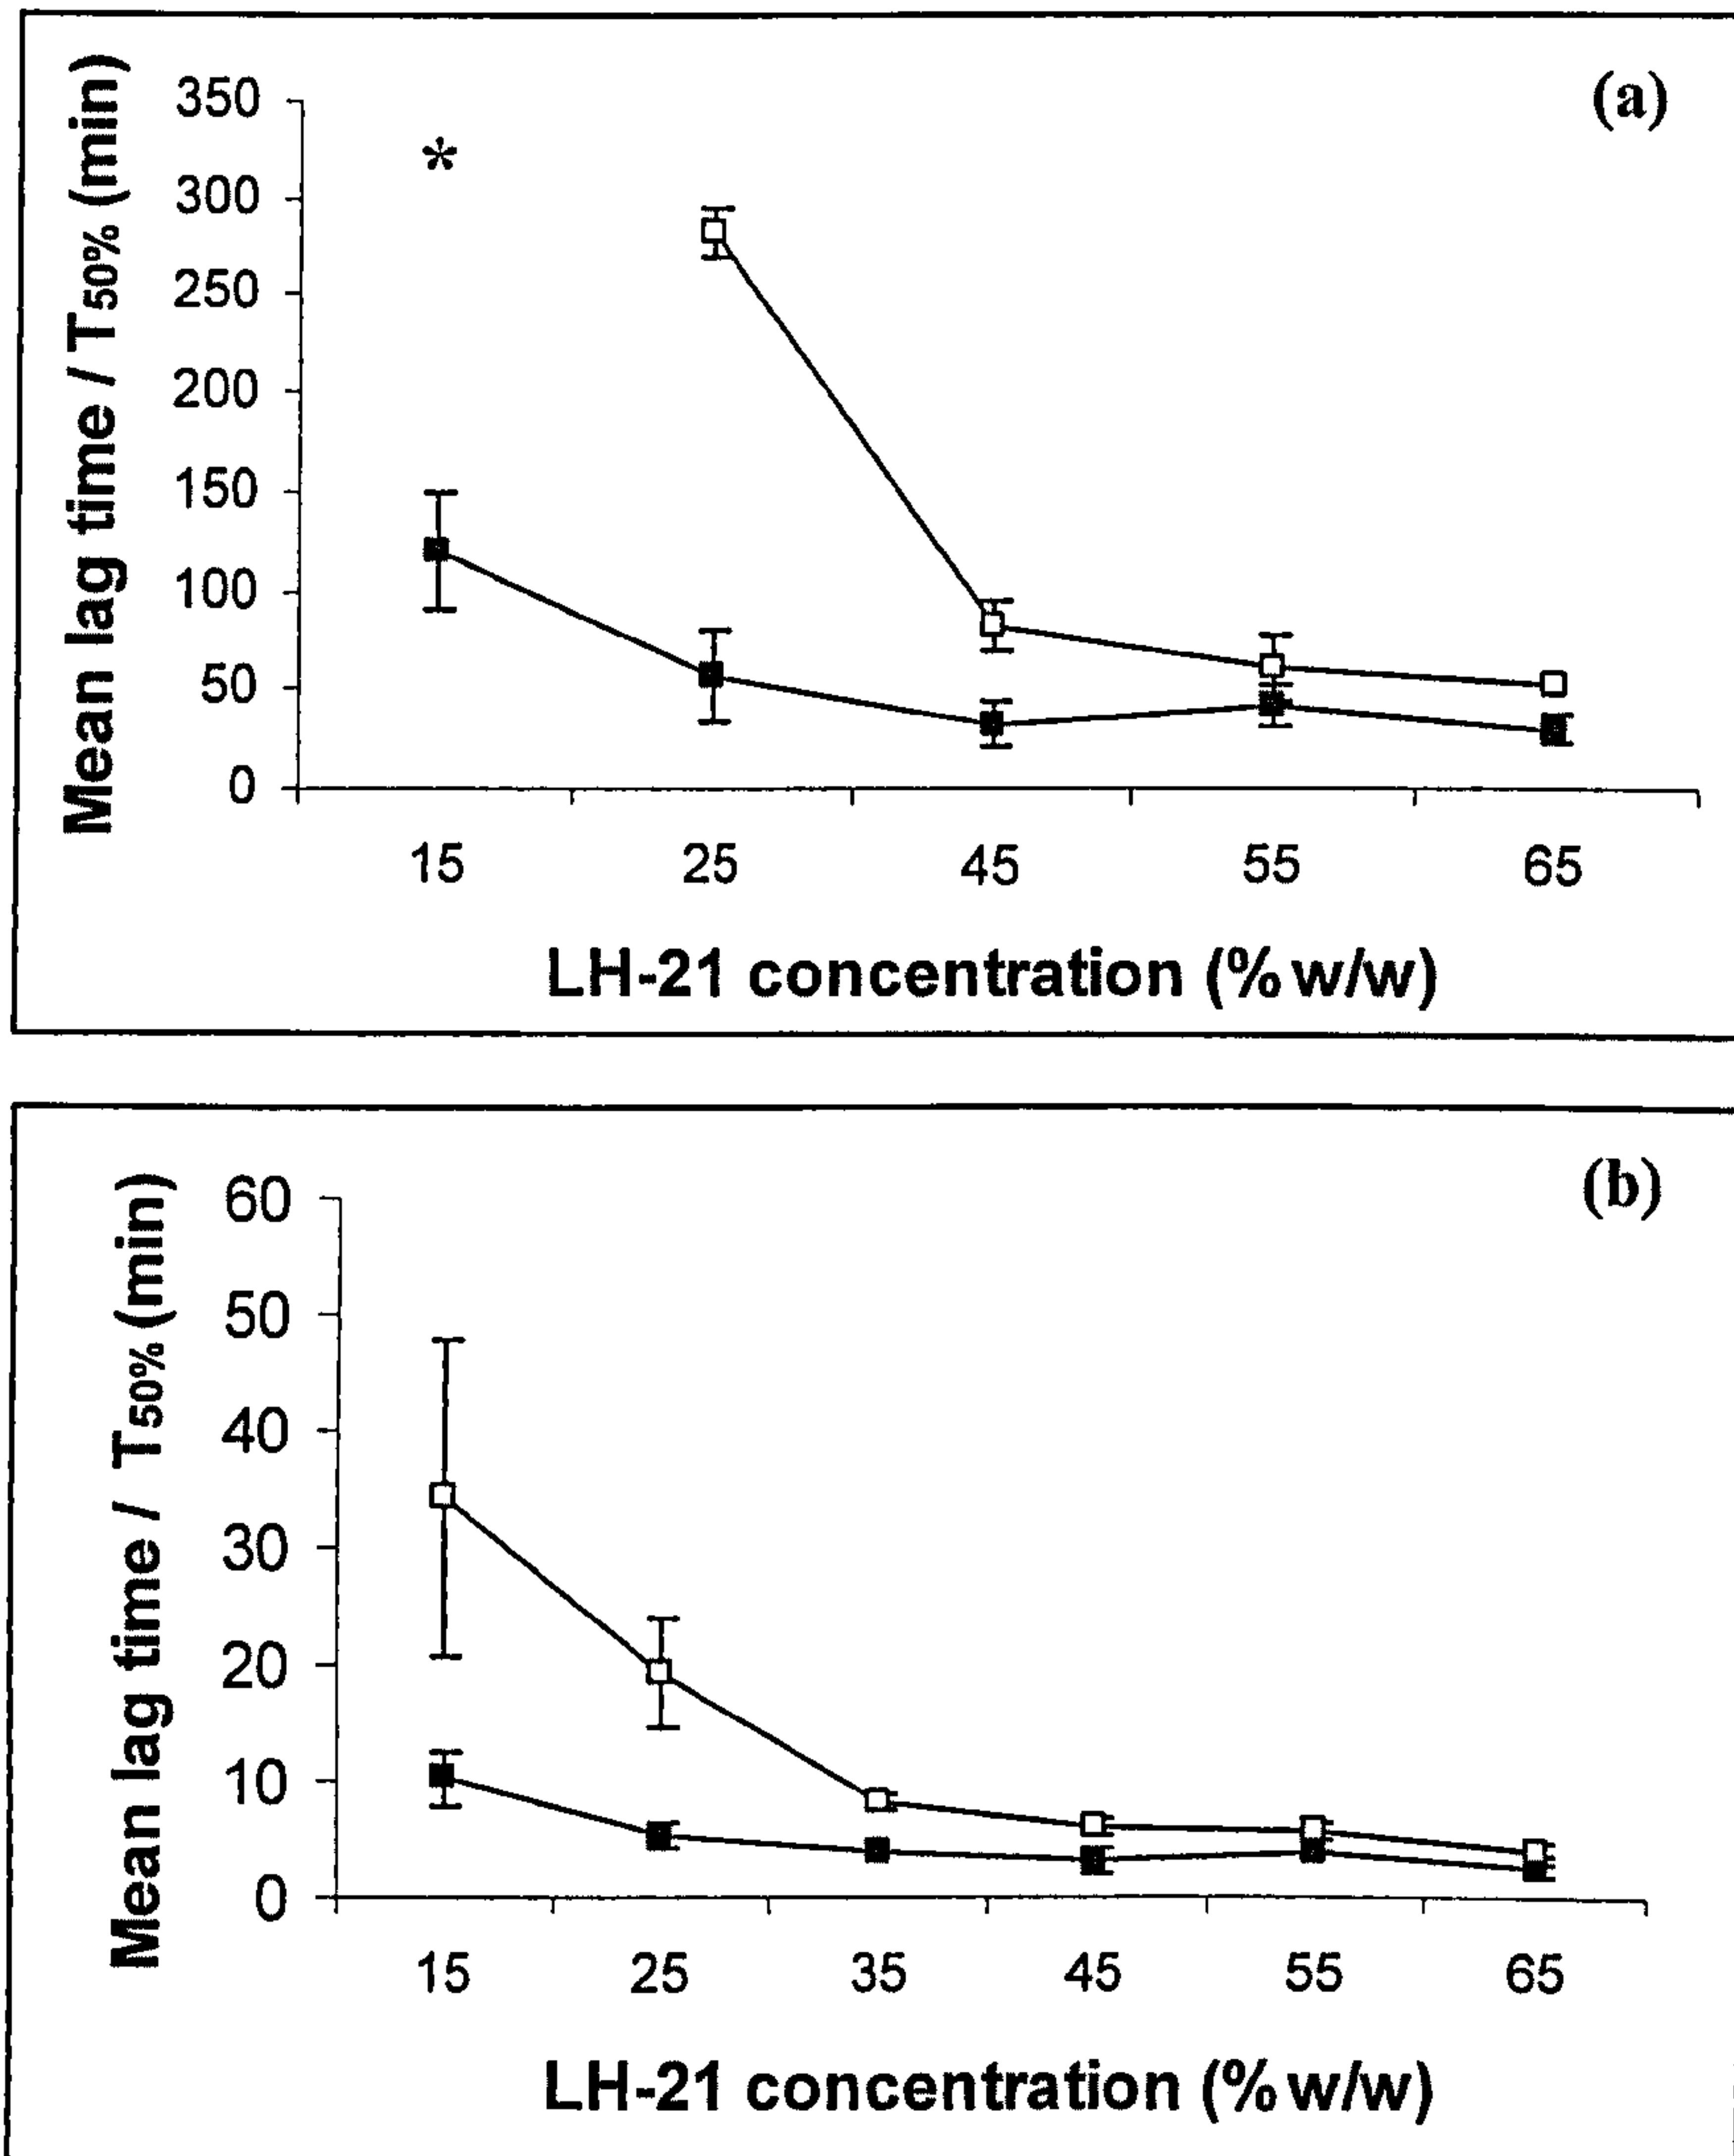 (a)
Mean lag time / T50% (min)
350
300
250
200
150
100
50
0
*
15 25 45 55 65
LH-21 concentration (% w/w)
(b)
Mean lag time / T50% (min)
60
50
40
30
20
10
0
15 25 35 45 55 65
LH-21 concentration (% w/w)